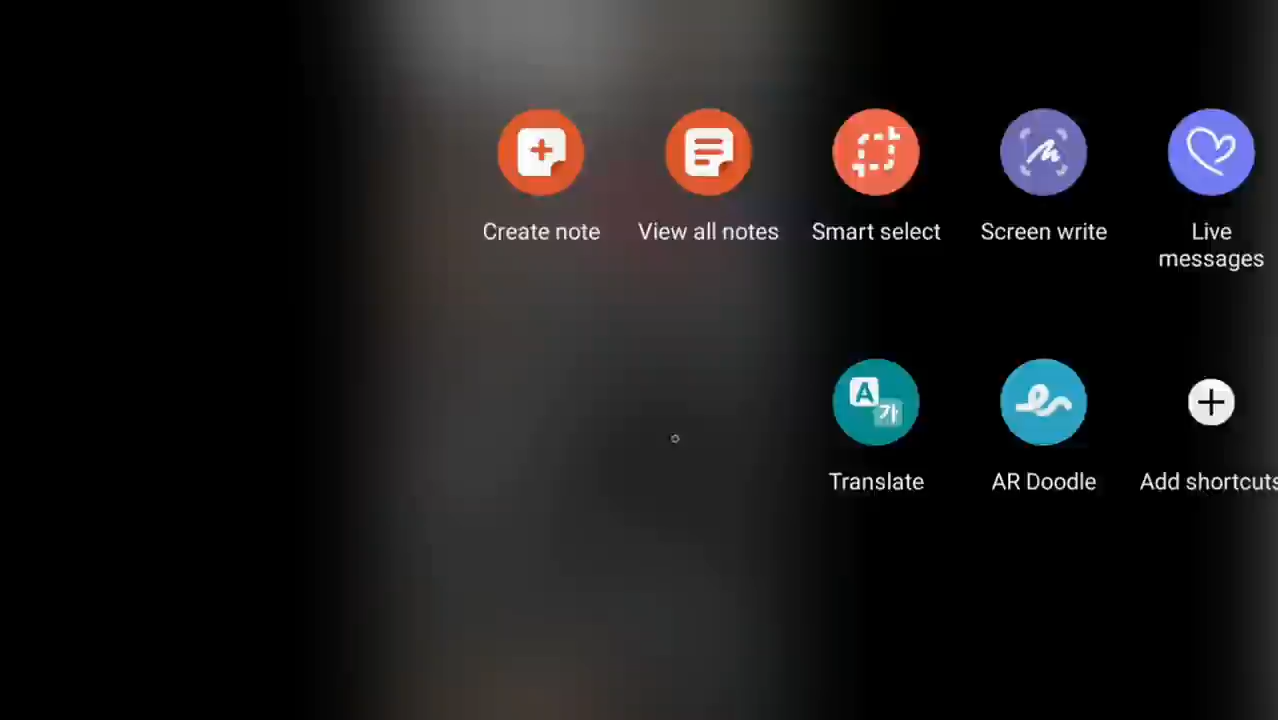 Create note
View all notes
Smart select
Screen write
Live
messages
A
가
Translate
AR Doodle
Add shortcuts